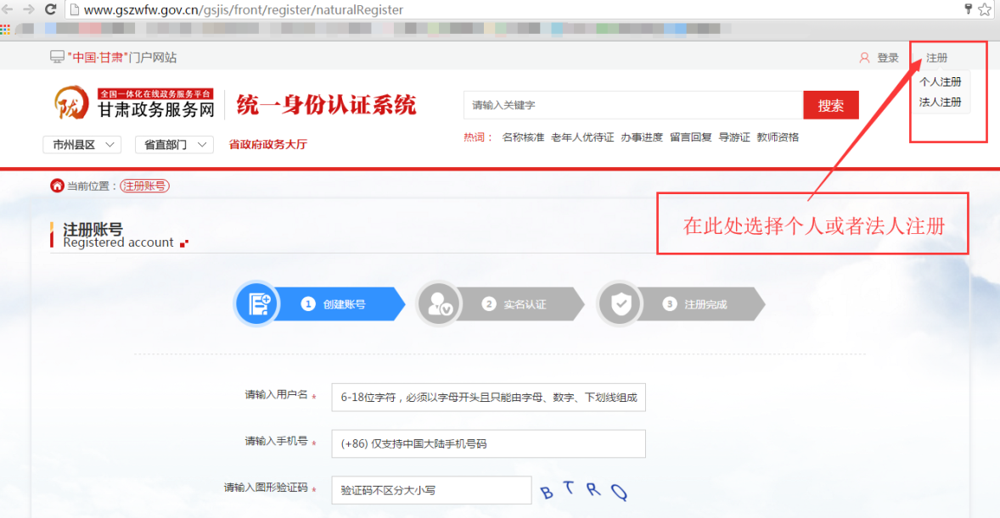 www.gszwfw.gov.cn/gsjis/front/register/naturalRegister
"中国·甘肃"门户网站
登录
注册
个人注册
法人注册
陇
全国一体化在线政务服务平台
甘肃政务服务网
统一身份认证系统
请输入关键字
搜索
热词： 名称核准 老年人优待证 办事进度 留言回复 导游证 教师资格
市州县区
省直部门
省政府政务大厅
当前位置：注册账号
在此处选择个人或者法人注册
注册账号
Registered account
1 创建账号
2 实名认证
3 注册完成
请输入用户名 *
6-18位字符，必须以字母开头且只能由字母、数字、下划线组成
请输入手机号 *
(+86) 仅支持中国大陆手机号码
请输入图形验证码 *
验证码不区分大小写
B T R Q